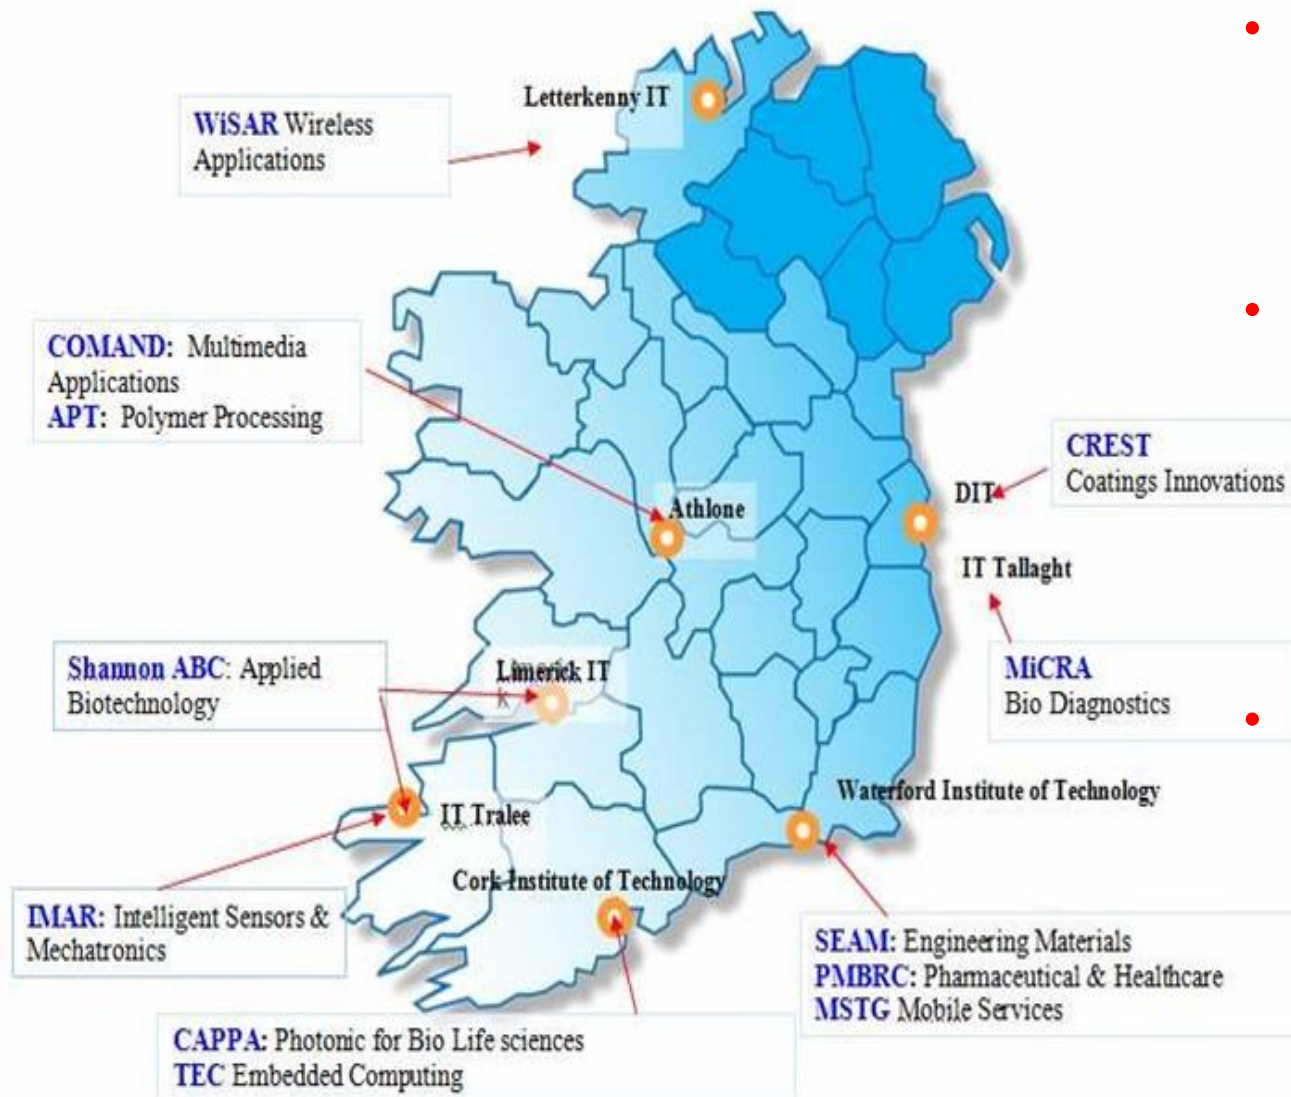 Letterkenny IT
WiSAR Wireless
Applications
COMAND: Multimedia
Applications
APT: Polymer Processing
CREST
Coatings Innovations
DIT
Athlone
IT Tallaght
Shannon ABC: Applied
Biotechnology
Limerick IT
k
MiCRA
Bio Diagnostics
Waterford Institute of Technology
IT Tralee
Cork Institute of Technology
IMAR: Intelligent Sensors &
Mechatronics
SEAM: Engineering Materials
PMBRC: Pharmaceutical & Healthcare
MSTG Mobile Services
CAPPA: Photonic for Bio Life sciences
TEC Embedded Computing